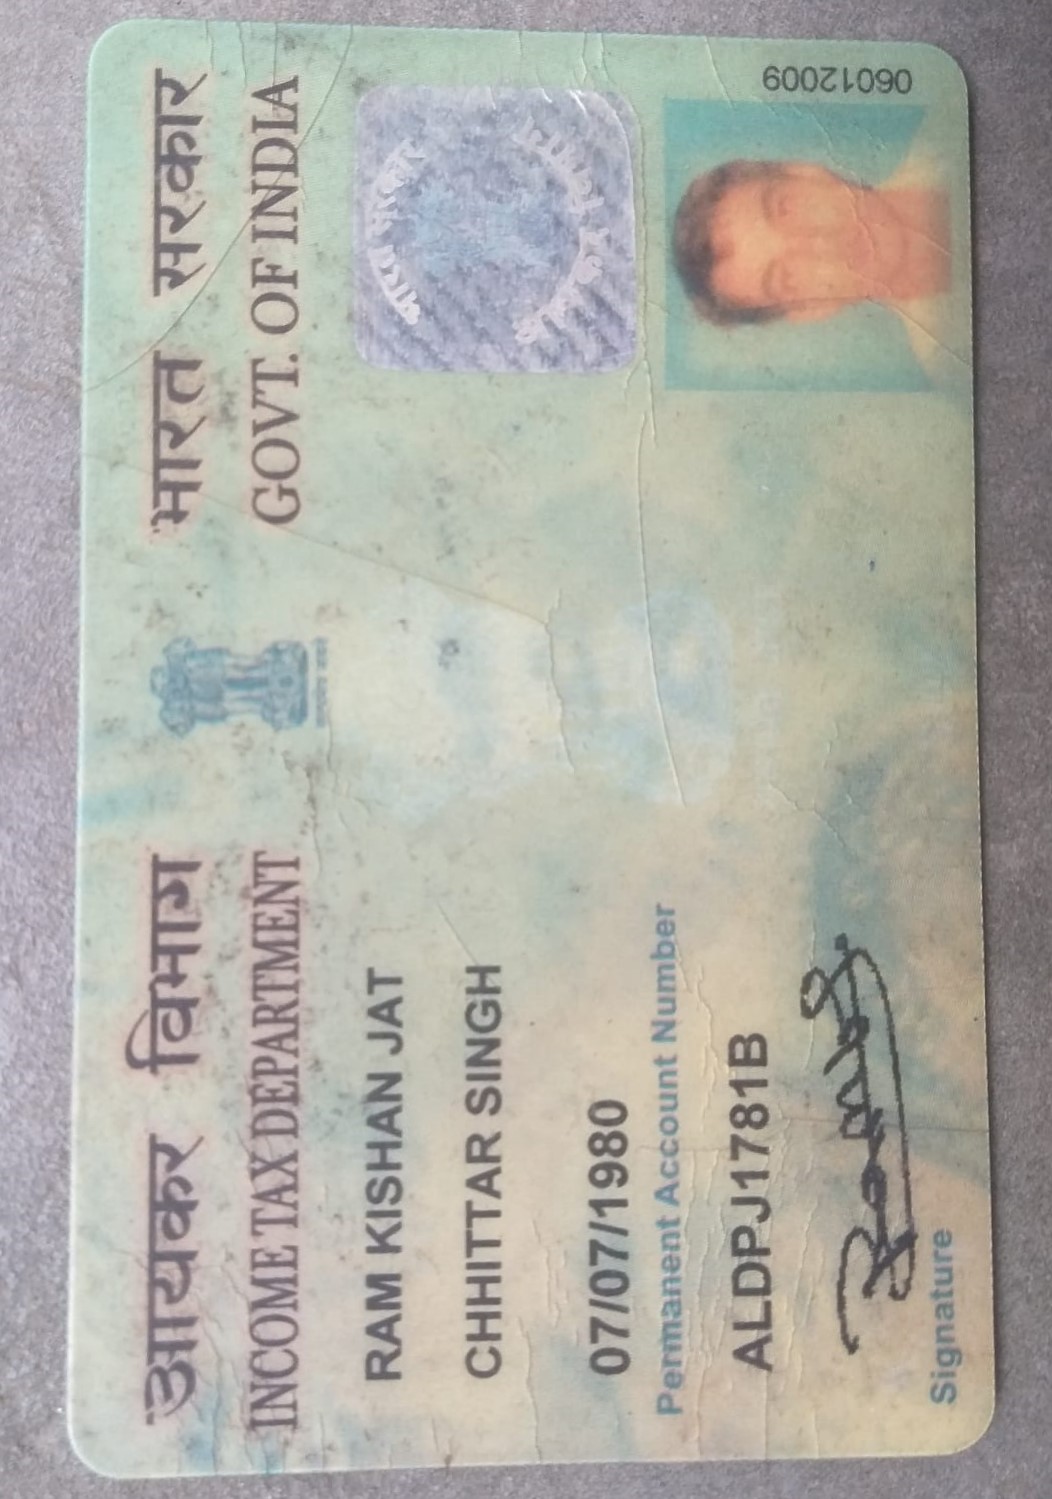 आयकर विभाग
INCOME TAX DEPARTMENT
भारत सरकार
GOVT. OF INDIA
RAM KISHAN JAT
CHHITTAR SINGH
07/07/1980
Permanent Account Number
ALDPJ1781B
Signature
06012009